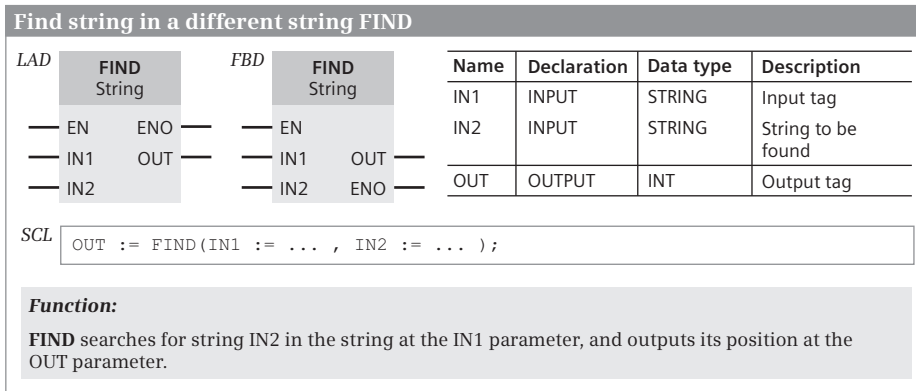 Find string in a different string FIND
LAD
FIND
String
EN ENO
IN1 OUT
IN2
FBD
FIND
String
EN
IN1 OUT
IN2 ENO
Name Declaration Data type Description
IN1 INPUT STRING Input tag
IN2 INPUT STRING String to be
found
OUT OUTPUT INT Output tag
SCL
OUT := FIND(IN1 := ... , IN2 := ... );
Function:
FIND searches for string IN2 in the string at the IN1 parameter, and outputs its position at the
OUT parameter.